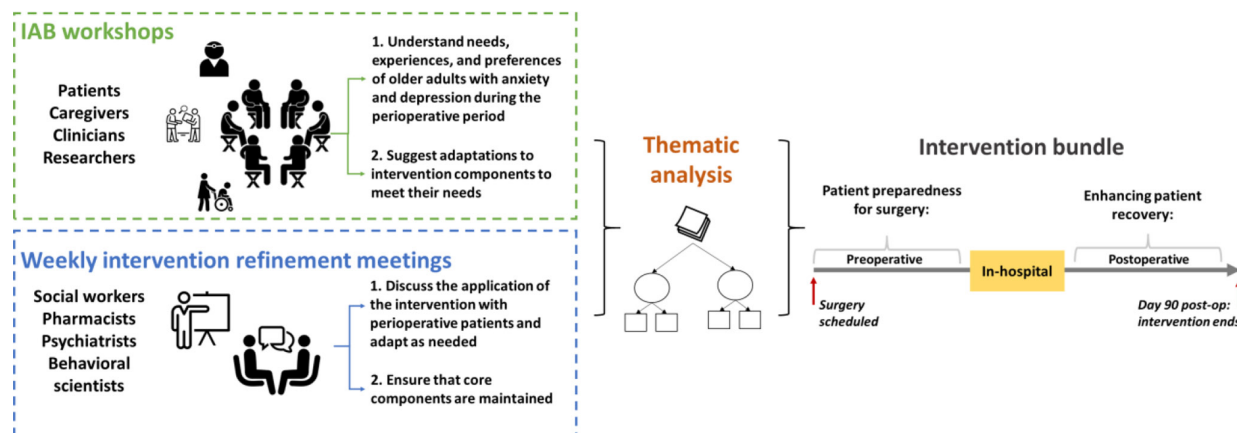 IAB workshops
Patients
Caregivers
Clinicians
Researchers
1. Understand needs,
experiences, and preferences
of older adults with anxiety
and depression during the
perioperative period
2. Suggest adaptations to
intervention components to
meet their needs
Weekly intervention refinement meetings
Social workers
Pharmacists
Psychiatrists
Behavioral
scientists
1. Discuss the application of
the intervention with
perioperative patients and
adapt as needed
2. Ensure that core
components are maintained
Thematic
analysis
Intervention bundle
Patient preparedness
for surgery:
Enhancing patient
recovery:
Preoperative
In-hospital
Postoperative
Surgery
scheduled
Day 90 post-op:
intervention ends